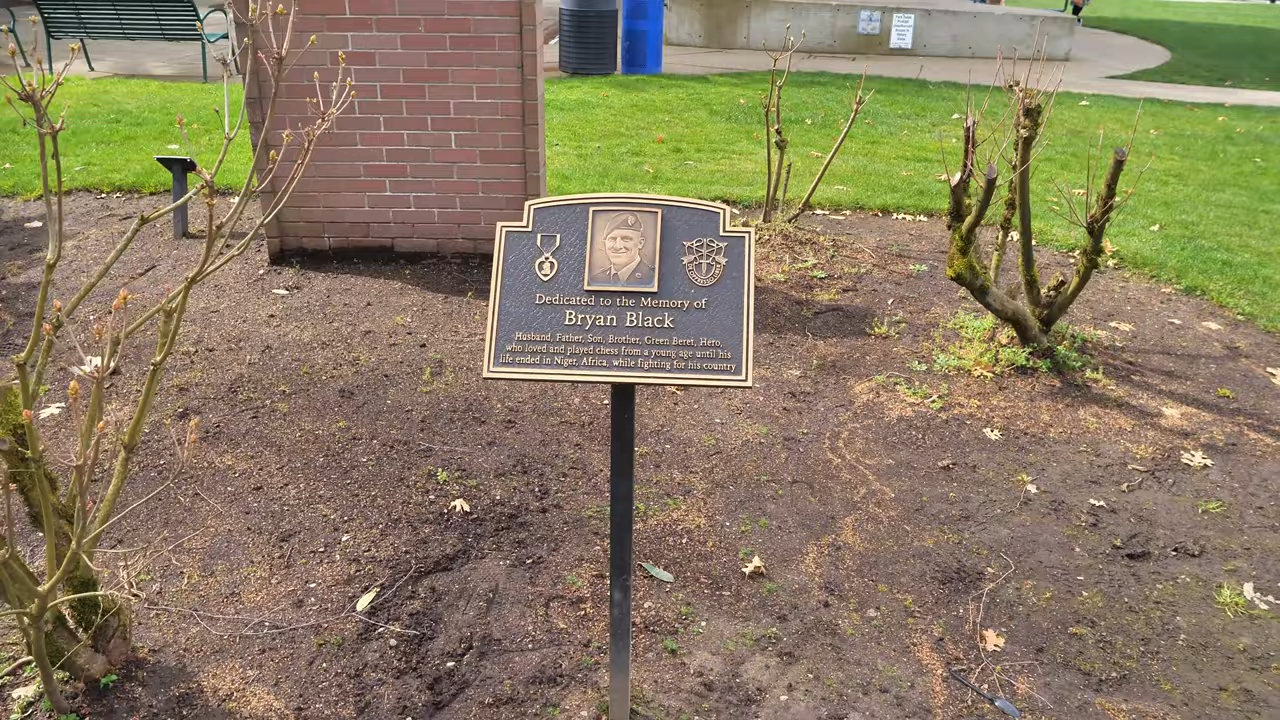 Dedicated to the Memory of
Bryan Black
Husband, Father, Son, Brother, Green Beret, Hero,
who loved and played chess from a young age until his
life ended in Niger, Africa, while fighting for his country